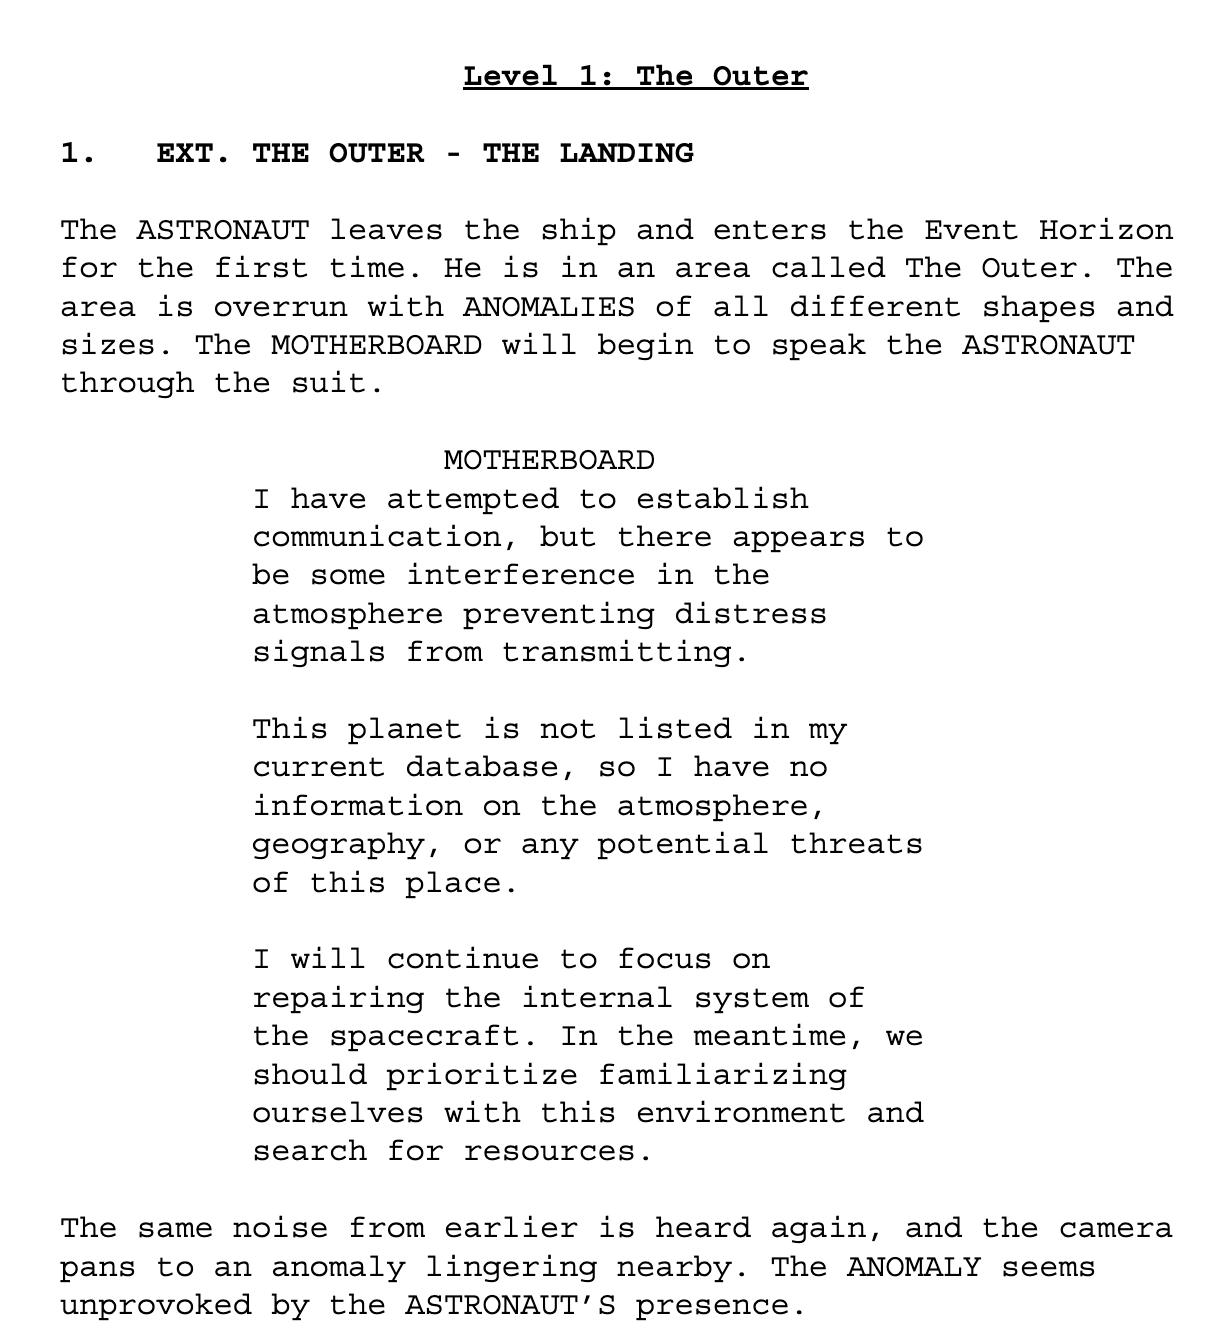 Level 1: The Outer
1. EXT. THE OUTER - THE LANDING
The ASTRONAUT leaves the ship and enters the Event Horizon
for the first time. He is in an area called The Outer. The
area is overrun with ANOMALIES of all different shapes and
sizes. The MOTHERBOARD will begin to speak the ASTRONAUT
through the suit.
MOTHERBOARD
I have attempted to establish
communication, but there appears to
be some interference in the
atmosphere preventing distress
signals from transmitting.
This planet is not listed in my
current database, so I have no
information on the atmosphere,
geography, or any potential threats
of this place.
I will continue to focus on
repairing the internal system of
the spacecraft. In the meantime, we
should prioritize familiarizing
ourselves with this environment and
search for resources.
The same noise from earlier is heard again, and the camera
pans to an anomaly lingering nearby. The ANOMALY seems
unprovoked by the ASTRONAUT’S presence.